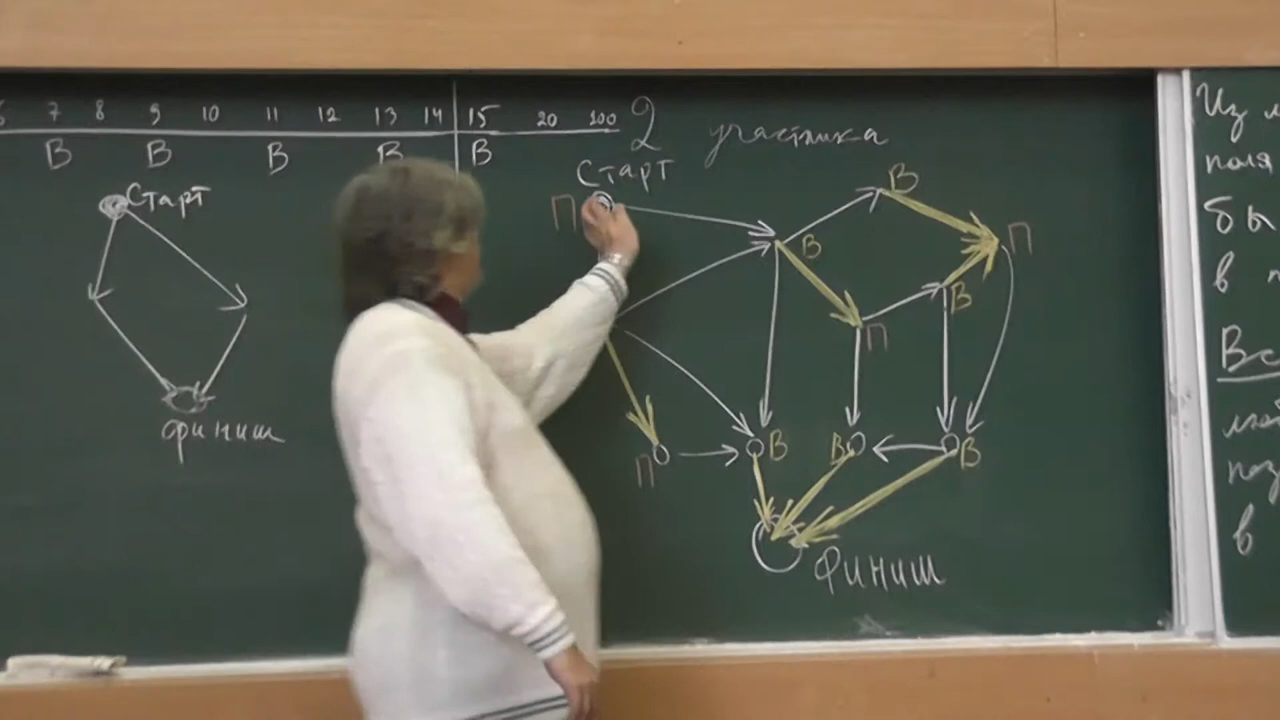 7 8 9 10 11 12 13 14 15 20 100
В В В В В
2 участника
Старт
Старт
П
В
В
П
В
П
П
В
В
В
финиш
Финиш
Из
поля
бы
в
Вс
в